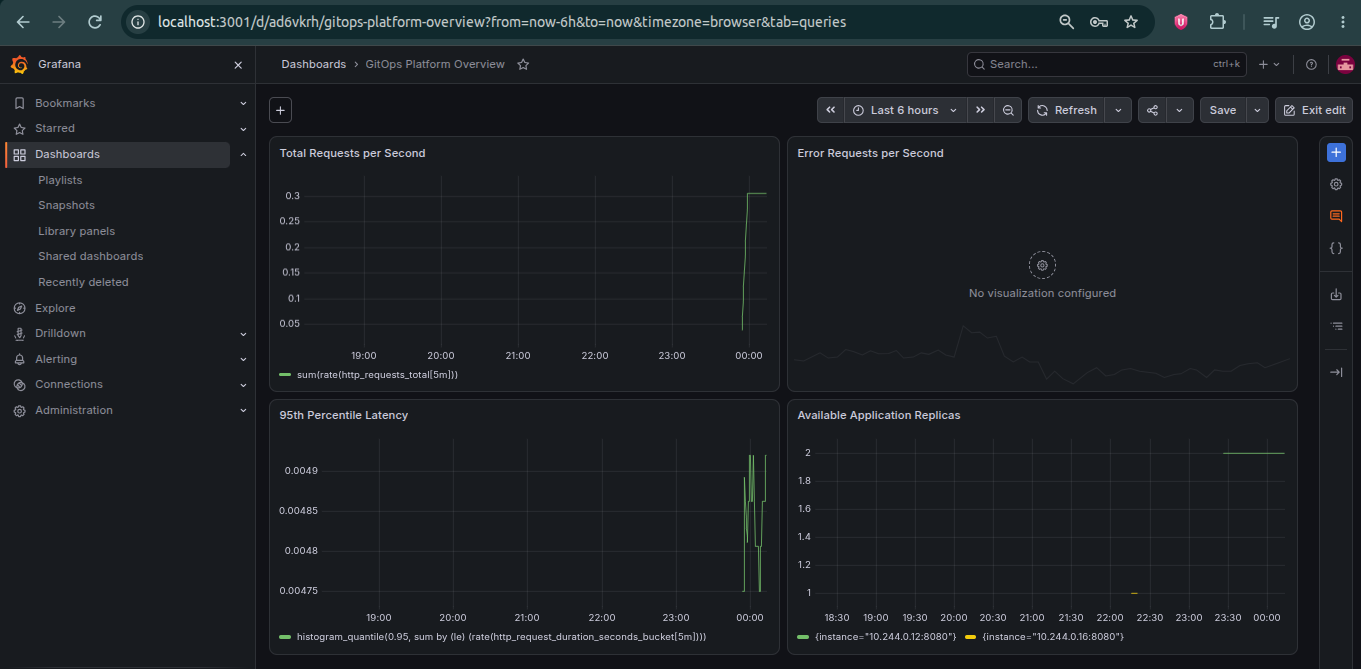 localhost:3001/d/ad6vkrh/gitops-platform-overview?from=now-6h&to=now&timezone=browser&tab=queries
Grafana
Dashboards › GitOps Platform Overview
Search... ctrl+k
Bookmarks
Starred
Dashboards
Playlists
Snapshots
Library panels
Shared dashboards
Recently deleted
Explore
Drilldown
Alerting
Connections
Administration
Last 6 hours
Refresh
Save
Exit edit
Total Requests per Second
0.3
0.25
0.2
0.15
0.1
0.05
19:00 20:00 21:00 22:00 23:00 00:00
sum(rate(http_requests_total[5m]))
Error Requests per Second
No visualization configured
95th Percentile Latency
0.0049
0.00485
0.0048
0.00475
19:00 20:00 21:00 22:00 23:00 00:00
histogram_quantile(0.95, sum by (le) (rate(http_request_duration_seconds_bucket[5m])))
Available Application Replicas
2
1.8
1.6
1.4
1.2
1
18:30 19:00 19:30 20:00 20:30 21:00 21:30 22:00 22:30 23:00 23:30 00:00
{instance="10.244.0.12:8080"} {instance="10.244.0.16:8080"}